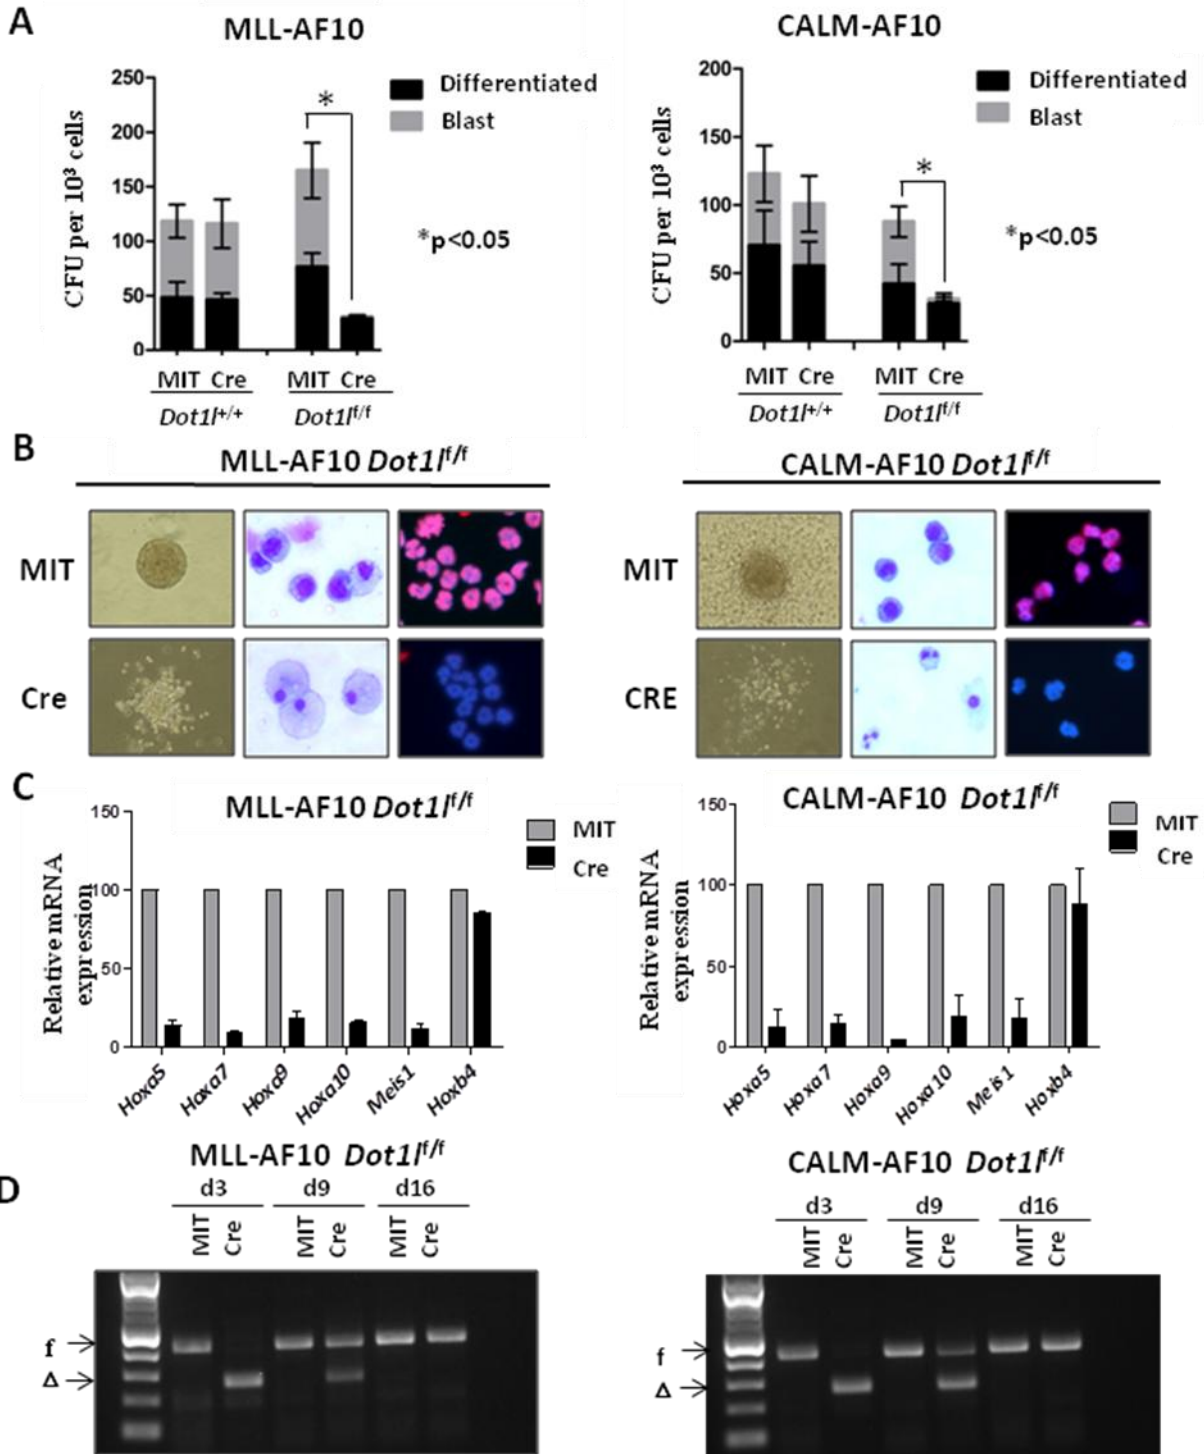 A
MLL-AF10
CFU per 10³ cells
250
200
150
100
50
0
*
Differentiated
Blast
*p<0.05
MIT Cre MIT Cre
Dot1l+/+ Dot1lf/f
CALM-AF10
CFU per 10³ cells
200
150
100
50
0
*
Differentiated
Blast
*p<0.05
MIT Cre MIT Cre
Dot1l+/+ Dot1lf/f
B
MLL-AF10 Dot1lf/f
MIT
Cre
CALM-AF10 Dot1lf/f
MIT
CRE
C
MLL-AF10 Dot1lf/f
Relative mRNA
expression
150
100
50
0
MIT
Cre
Hoxa5 Hoxa7 Hoxa9 Hoxa10 Meis1 Hoxb4
CALM-AF10 Dot1lf/f
Relative mRNA
expression
150
100
50
0
MIT
Cre
Hoxa5 Hoxa7 Hoxa9 Hoxa10 Meis1 Hoxb4
D
MLL-AF10 Dot1lf/f
d3 d9 d16
MIT Cre MIT Cre MIT Cre
f
Δ
CALM-AF10 Dot1lf/f
d3 d9 d16
MIT Cre MIT Cre MIT Cre
f
Δ